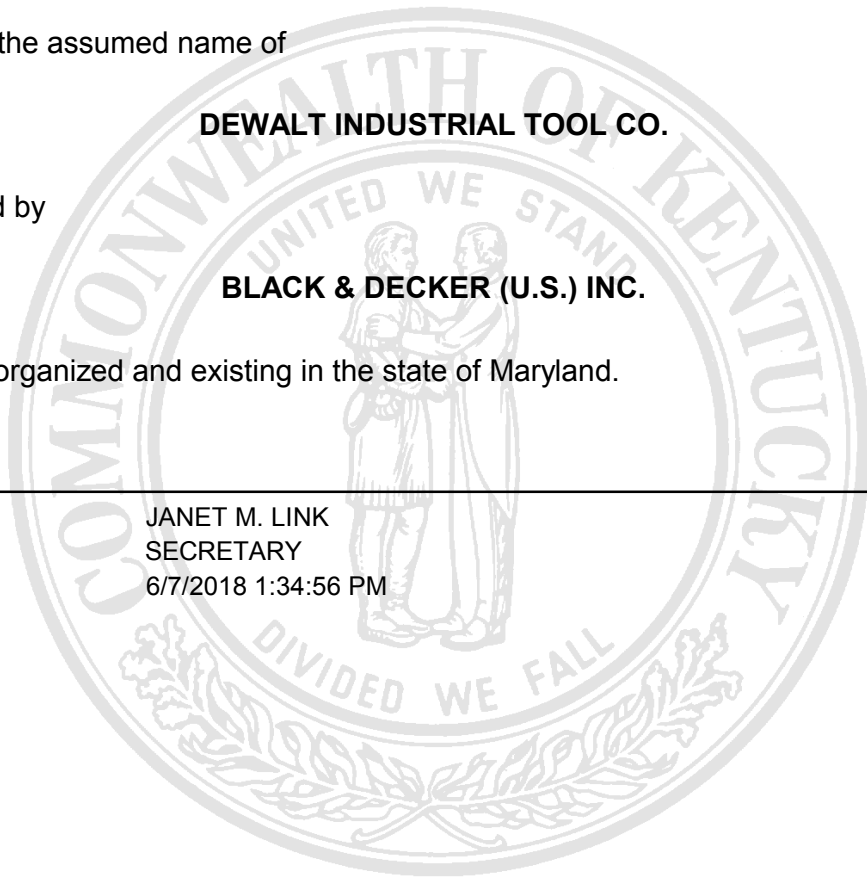 the assumed name of
DEWALT INDUSTRIAL TOOL CO.
d by
BLACK & DECKER (U.S.) INC.
organized and existing in the state of Maryland.
JANET M. LINK
SECRETARY
6/7/2018 1:34:56 PM
COMMONWEALTH OF KENTUCKY
UNITED WE STAND
DIVIDED WE FALL